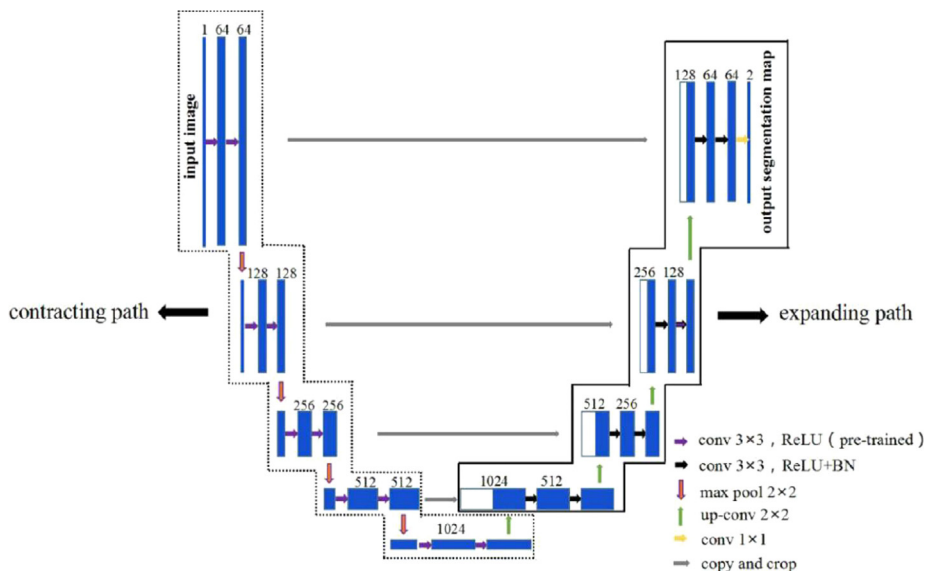 1 64 64
128 64 64 2
input image
output segmentation map
128 128
256 128
contracting path
expanding path
256 256
512 256
512 512
1024 512
1024
conv 3×3 , ReLU ( pre-trained )
conv 3×3 , ReLU+BN
max pool 2×2
up-conv 2×2
conv 1×1
copy and crop